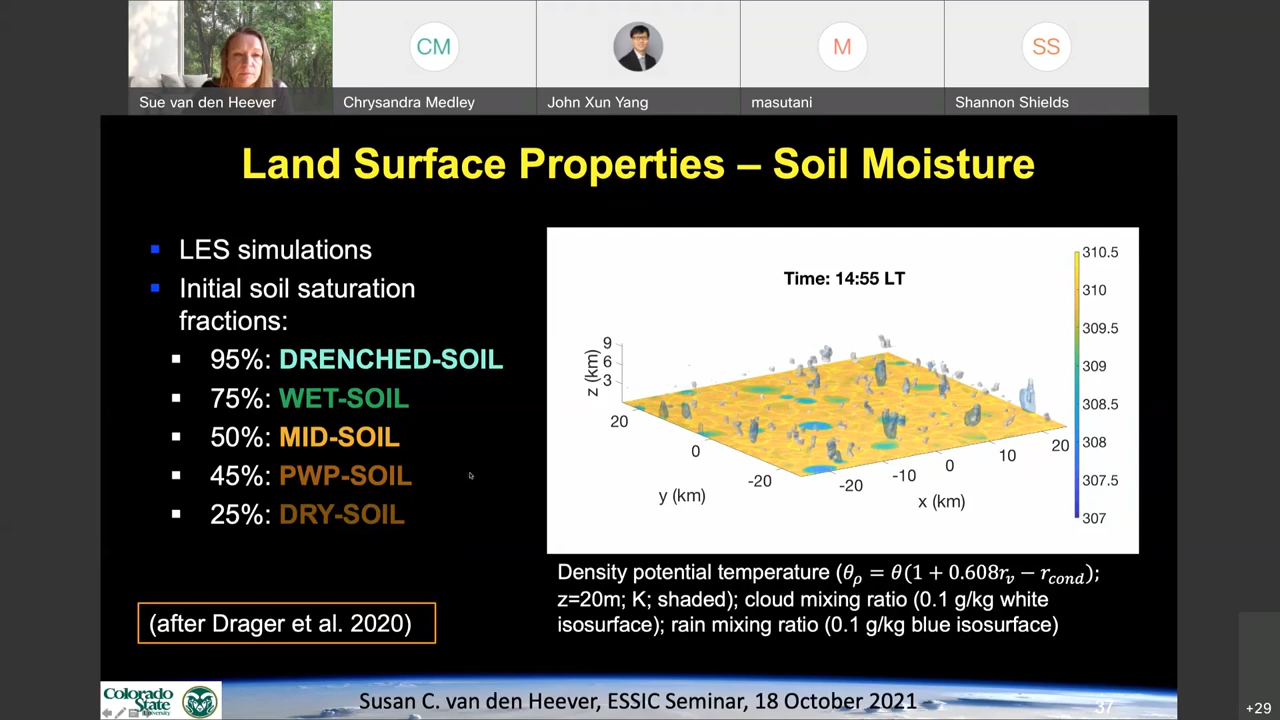 CM
M
SS
Sue van den Heever
Chrysandra Medley
John Xun Yang
masutani
Shannon Shields
Land Surface Properties – Soil Moisture
▪ LES simulations
▪ Initial soil saturation
fractions:
▪ 95%: DRENCHED-SOIL
▪ 75%: WET-SOIL
▪ 50%: MID-SOIL
▪ 45%: PWP-SOIL
▪ 25%: DRY-SOIL
(after Drager et al. 2020)
Time: 14:55 LT
z (km)
9
6
3
20
0
-20
y (km)
-20
-10
0
10
20
x (km)
310.5
310
309.5
309
308.5
308
307.5
307
Density potential temperature (θρ = θ(1 + 0.608rv − rcond);
z=20m; K; shaded); cloud mixing ratio (0.1 g/kg white
isosurface); rain mixing ratio (0.1 g/kg blue isosurface)
Colorado
State
University
Susan C. van den Heever, ESSIC Seminar, 18 October 2021
37
+29